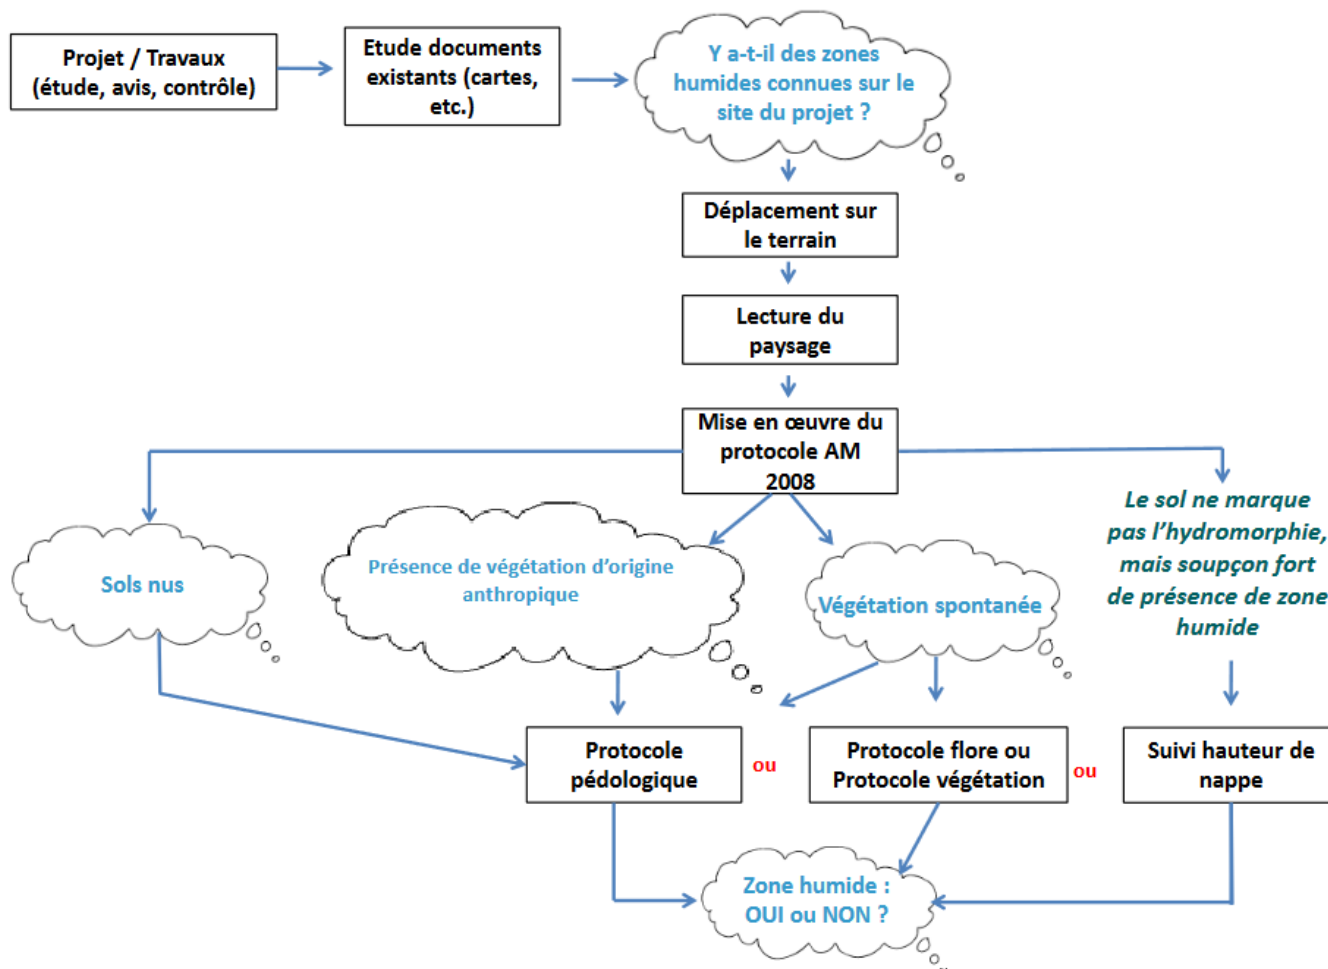 Projet / Travaux
(étude, avis, contrôle)
Etude documents
existants (cartes,
etc.)
Y a-t-il des zones
humides connues sur le
site du projet ?
Déplacement sur
le terrain
Lecture du
paysage
Mise en œuvre du
protocole AM
2008
Sols nus
Présence de végétation d'origine
anthropique
Végétation spontanée
Le sol ne marque
pas l'hydromorphie,
mais soupçon fort
de présence de zone
humide
Protocole
pédologique
ou
Protocole flore ou
Protocole végétation
ou
Suivi hauteur de
nappe
Zone humide :
OUI ou NON ?